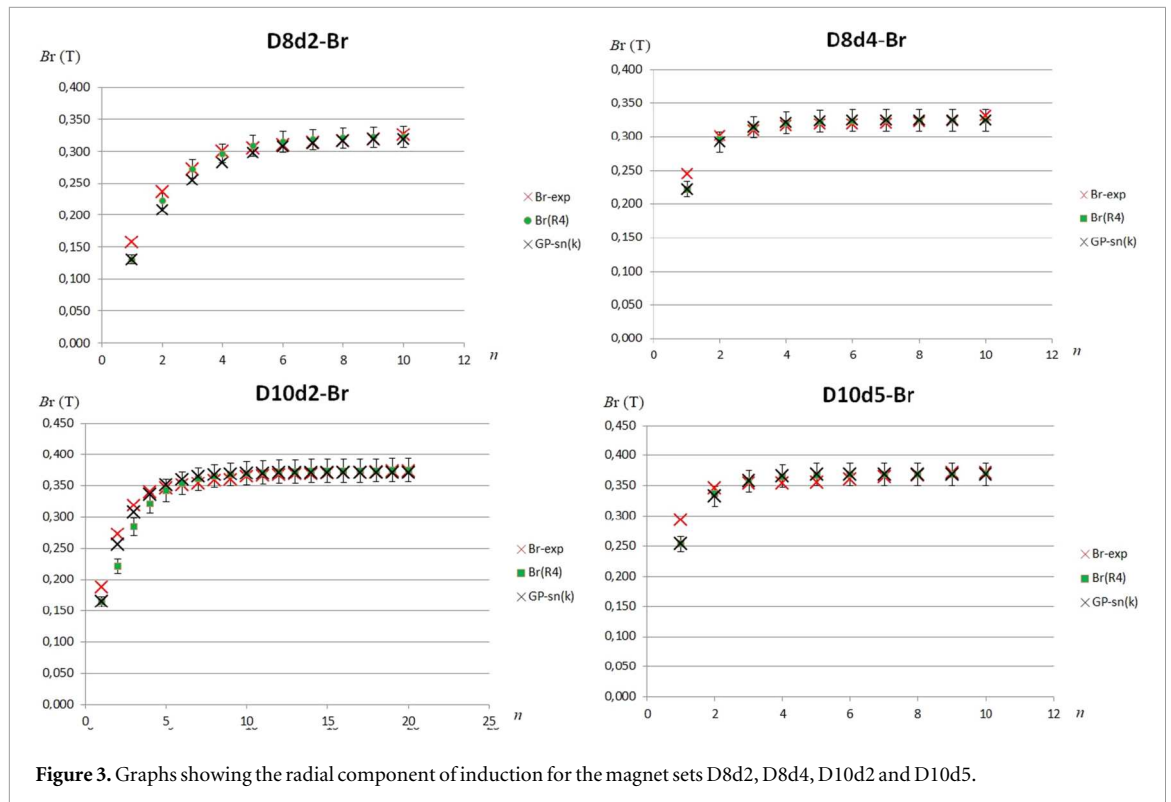 D8d2-Br
Br (T)
0,400
0,350
0,300
0,250
0,200
0,150
0,100
0,050
0,000
0 2 4 6 8 10 12
n
Br-exp
Br(R4)
GP-sn(k)
D8d4-Br
Br (T)
0,400
0,350
0,300
0,250
0,200
0,150
0,100
0,050
0,000
0 2 4 6 8 10 12
n
Br-exp
Br(R4)
GP-sn(k)
D10d2-Br
Br (T)
0,450
0,400
0,350
0,300
0,250
0,200
0,150
0,100
0,050
0,000
0 5 10 15 20 25
n
Br-exp
Br(R4)
GP-sn(k)
D10d5-Br
Br (T)
0,450
0,400
0,350
0,300
0,250
0,200
0,150
0,100
0,050
0,000
0 2 4 6 8 10 12
n
Br-exp
Br(R4)
GP-sn(k)
Figure 3. Graphs showing the radial component of induction for the magnet sets D8d2, D8d4, D10d2 and D10d5.